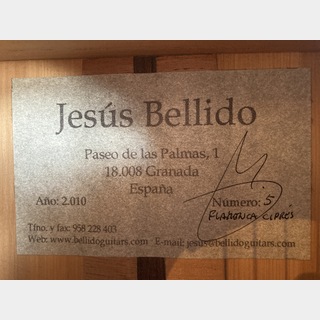 Jesús Bellido
Paseo de las Palmas, 1
18.008 Granada
España
Año: 2.010 Número: 5
FLAMENCA CIPRES
Tfno. y fax: 958 228 403
Web: www.bellidoguitars.com E-mail: jesus@bellidoguitars.com